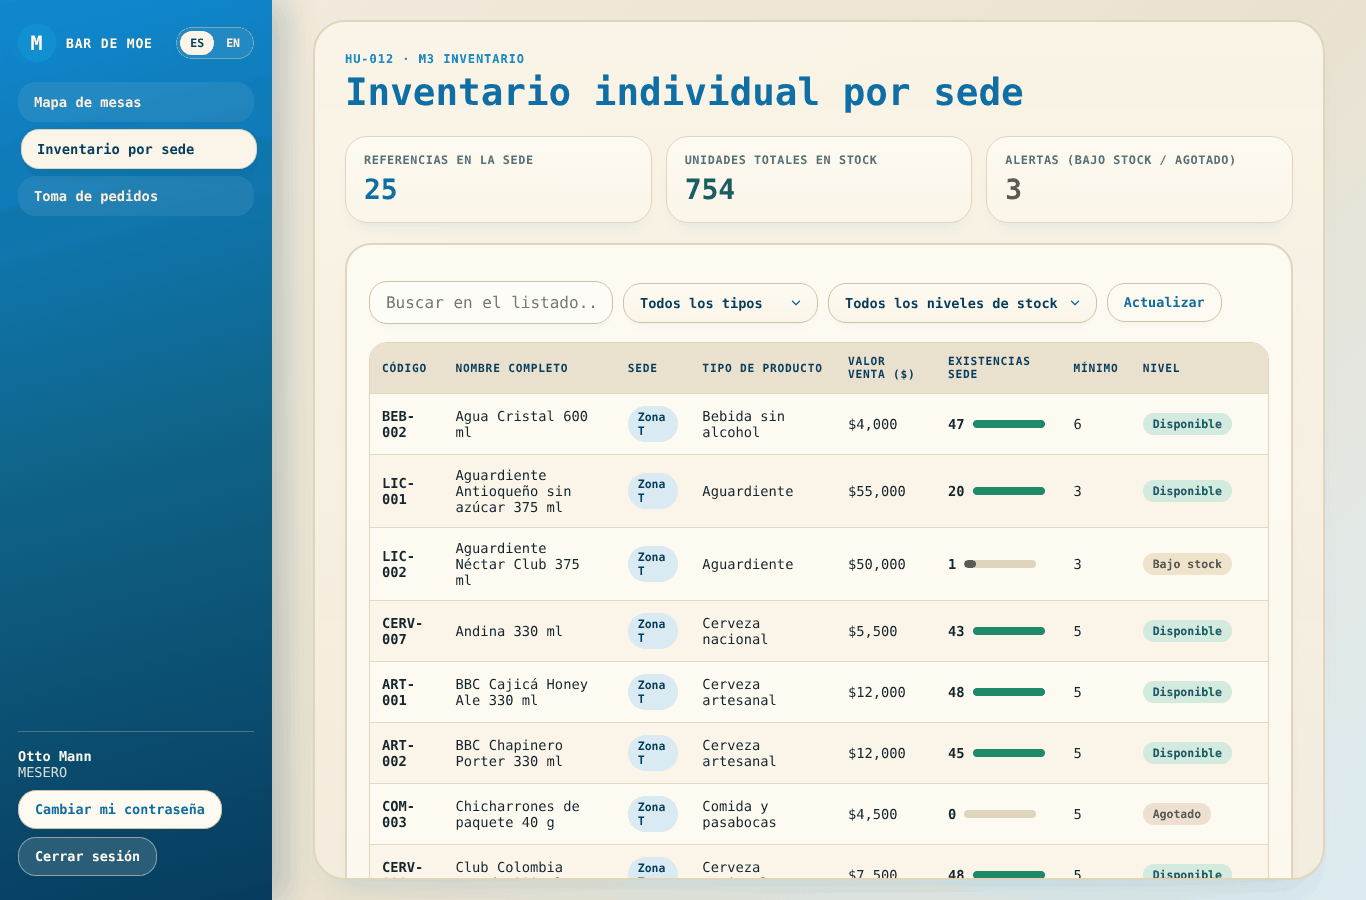 M BAR DE MOE ES EN
Mapa de mesas
Inventario por sede
Toma de pedidos
Otto Mann
MESERO
Cambiar mi contraseña
Cerrar sesión
HU-012 · M3 INVENTARIO
Inventario individual por sede
REFERENCIAS EN LA SEDE
25
UNIDADES TOTALES EN STOCK
754
ALERTAS (BAJO STOCK / AGOTADO)
3
Buscar en el listado.. Todos los tipos Todos los niveles de stock Actualizar
CÓDIGO NOMBRE COMPLETO SEDE TIPO DE PRODUCTO VALOR VENTA ($) EXISTENCIAS SEDE MÍNIMO NIVEL
BEB-002 Agua Cristal 600 ml Zona T Bebida sin alcohol $4,000 47 6 Disponible
LIC-001 Aguardiente Antioqueño sin azúcar 375 ml Zona T Aguardiente $55,000 20 3 Disponible
LIC-002 Aguardiente Néctar Club 375 ml Zona T Aguardiente $50,000 1 3 Bajo stock
CERV-007 Andina 330 ml Zona T Cerveza nacional $5,500 43 5 Disponible
ART-001 BBC Cajicá Honey Ale 330 ml Zona T Cerveza artesanal $12,000 48 5 Disponible
ART-002 BBC Chapinero Porter 330 ml Zona T Cerveza artesanal $12,000 45 5 Disponible
COM-003 Chicharrones de paquete 40 g Zona T Comida y pasabocas $4,500 0 5 Agotado
CERV- Club Colombia Zona Cerveza $7,500 48 5 Disponible